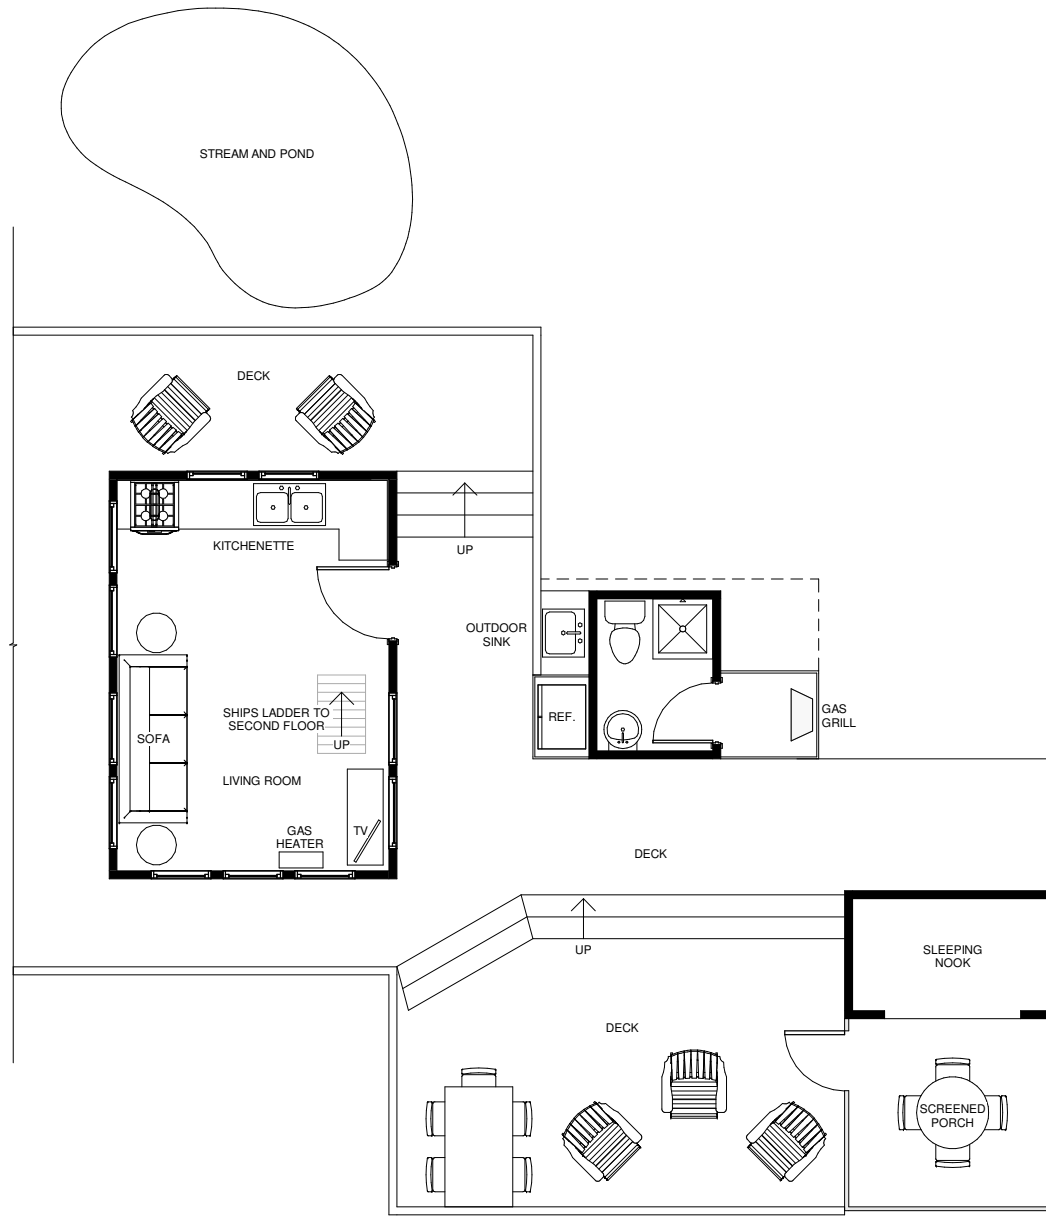 STREAM AND POND
DECK
KITCHENETTE
UP
OUTDOOR
SINK
SHIPS LADDER TO
SECOND FLOOR
UP
SOFA
REF.
GAS
GRILL
LIVING ROOM
GAS
HEATER
TV
DECK
UP
SLEEPING
NOOK
DECK
SCREENED
PORCH